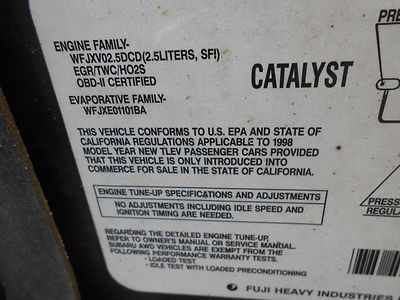 ENGINE FAMILY-
WFJXV02.5DCD(2.5LITERS, SFI)
EGR/TWC/HO2S
OBD-II CERTIFIED
CATALYST
EVAPORATIVE FAMILY-
WFJXE01101BA
THIS VEHICLE CONFORMS TO U.S. EPA AND STATE OF
CALIFORNIA REGULATIONS APPLICABLE TO 1998
MODEL YEAR NEW TLEV PASSENGER CARS PROVIDED
THAT THIS VEHICLE IS ONLY INTRODUCED INTO
COMMERCE FOR SALE IN THE STATE OF CALIFORNIA.
ENGINE TUNE-UP SPECIFICATIONS AND ADJUSTMENTS
NO ADJUSTMENTS INCLUDING IDLE SPEED AND
IGNITION TIMING ARE NEEDED.
REGARDING THE DETAILED ENGINE TUNE-UP,
REFER TO OWNER'S MANUAL OR SERVICE MANUAL.
SUBARU AWD VEHICLES ARE EXEMPT FROM THE
FOLLOWING PERFORMANCE WARRANTY TESTS.
• LOADED TEST
• IDLE TEST WITH LOADED PRECONDITIONING
PRESS
REGUL
FUJI HEAVY INDUSTRIES